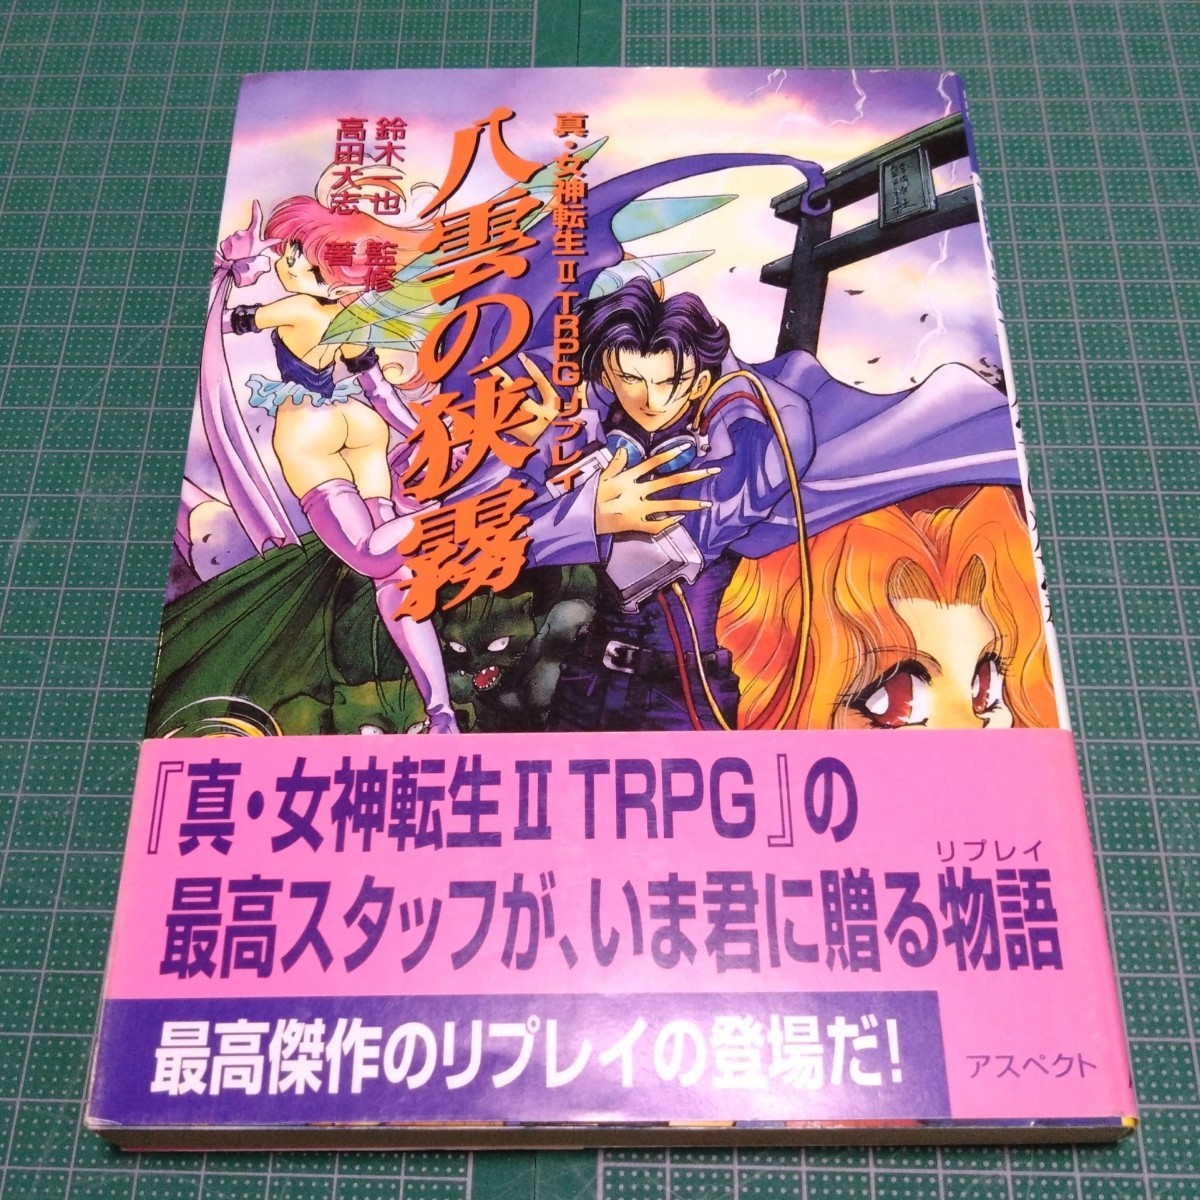 真・女神転生ⅡTRPGリプレイ
八雲の狭霧
鈴木一也 監修
高田大志 著
『真・女神転生ⅡTRPG』の
リプレイ
最高スタッフが、いま君に贈る物語
最高傑作のリプレイの登場だ!
アスペクト